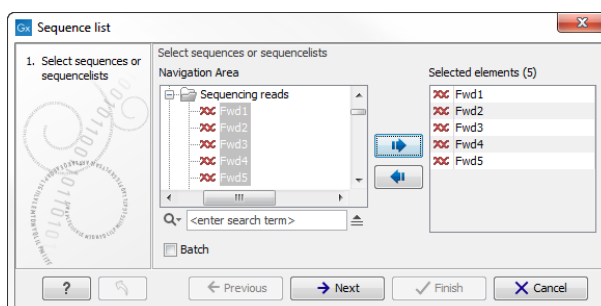 Gx Sequence list
1. Select sequences or
sequencelists
Select sequences or sequencelists
Navigation Area
Sequencing reads
Fwd1
Fwd2
Fwd3
Fwd4
Fwd5
<enter search term>
Batch
Selected elements (5)
Fwd1
Fwd2
Fwd3
Fwd4
Fwd5
? Previous Next Finish Cancel